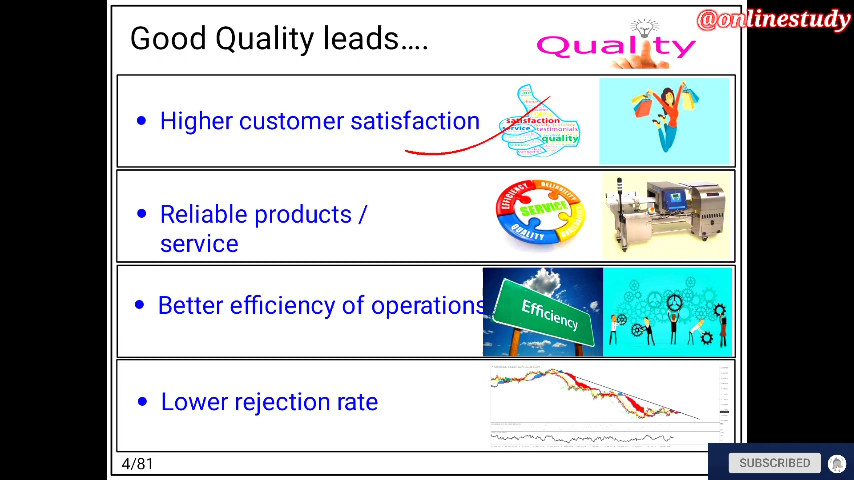 @onlinestudy
Good Quality leads....
Quality
Higher customer satisfaction
satisfaction
service
testimonials
quality
Reliable products /
service
EFFICIENCY
RELIABILITY
SERVICE
QUALITY
Better efficiency of operations
Efficiency
Lower rejection rate
4/81
SUBSCRIBED